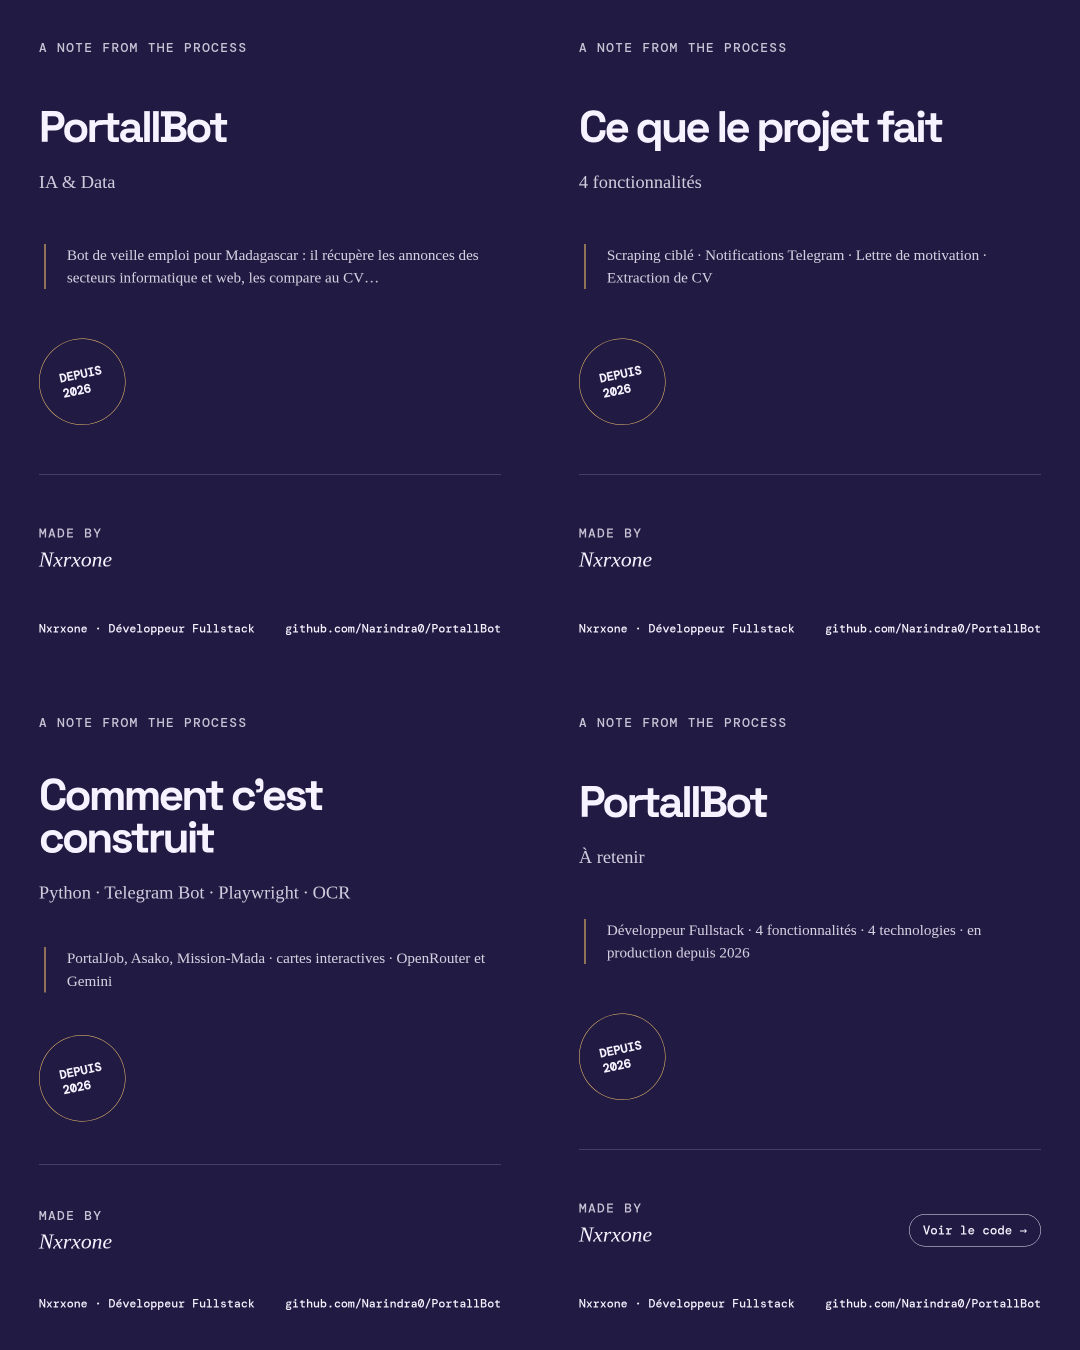 A NOTE FROM THE PROCESS
PortallBot
IA & Data
Bot de veille emploi pour Madagascar : il récupère les annonces des
secteurs informatique et web, les compare au CV…
DEPUIS
2026
MADE BY
Nxrxone
Nxrxone · Développeur Fullstack
github.com/Narindra0/PortallBot
A NOTE FROM THE PROCESS
Ce que le projet fait
4 fonctionnalités
Scraping ciblé · Notifications Telegram · Lettre de motivation ·
Extraction de CV
DEPUIS
2026
MADE BY
Nxrxone
Nxrxone · Développeur Fullstack
github.com/Narindra0/PortallBot
A NOTE FROM THE PROCESS
Comment c’est
construit
Python · Telegram Bot · Playwright · OCR
PortalJob, Asako, Mission-Mada · cartes interactives · OpenRouter et
Gemini
DEPUIS
2026
MADE BY
Nxrxone
Nxrxone · Développeur Fullstack
github.com/Narindra0/PortallBot
A NOTE FROM THE PROCESS
PortallBot
À retenir
Développeur Fullstack · 4 fonctionnalités · 4 technologies · en
production depuis 2026
DEPUIS
2026
MADE BY
Nxrxone
Voir le code →
Nxrxone · Développeur Fullstack
github.com/Narindra0/PortallBot